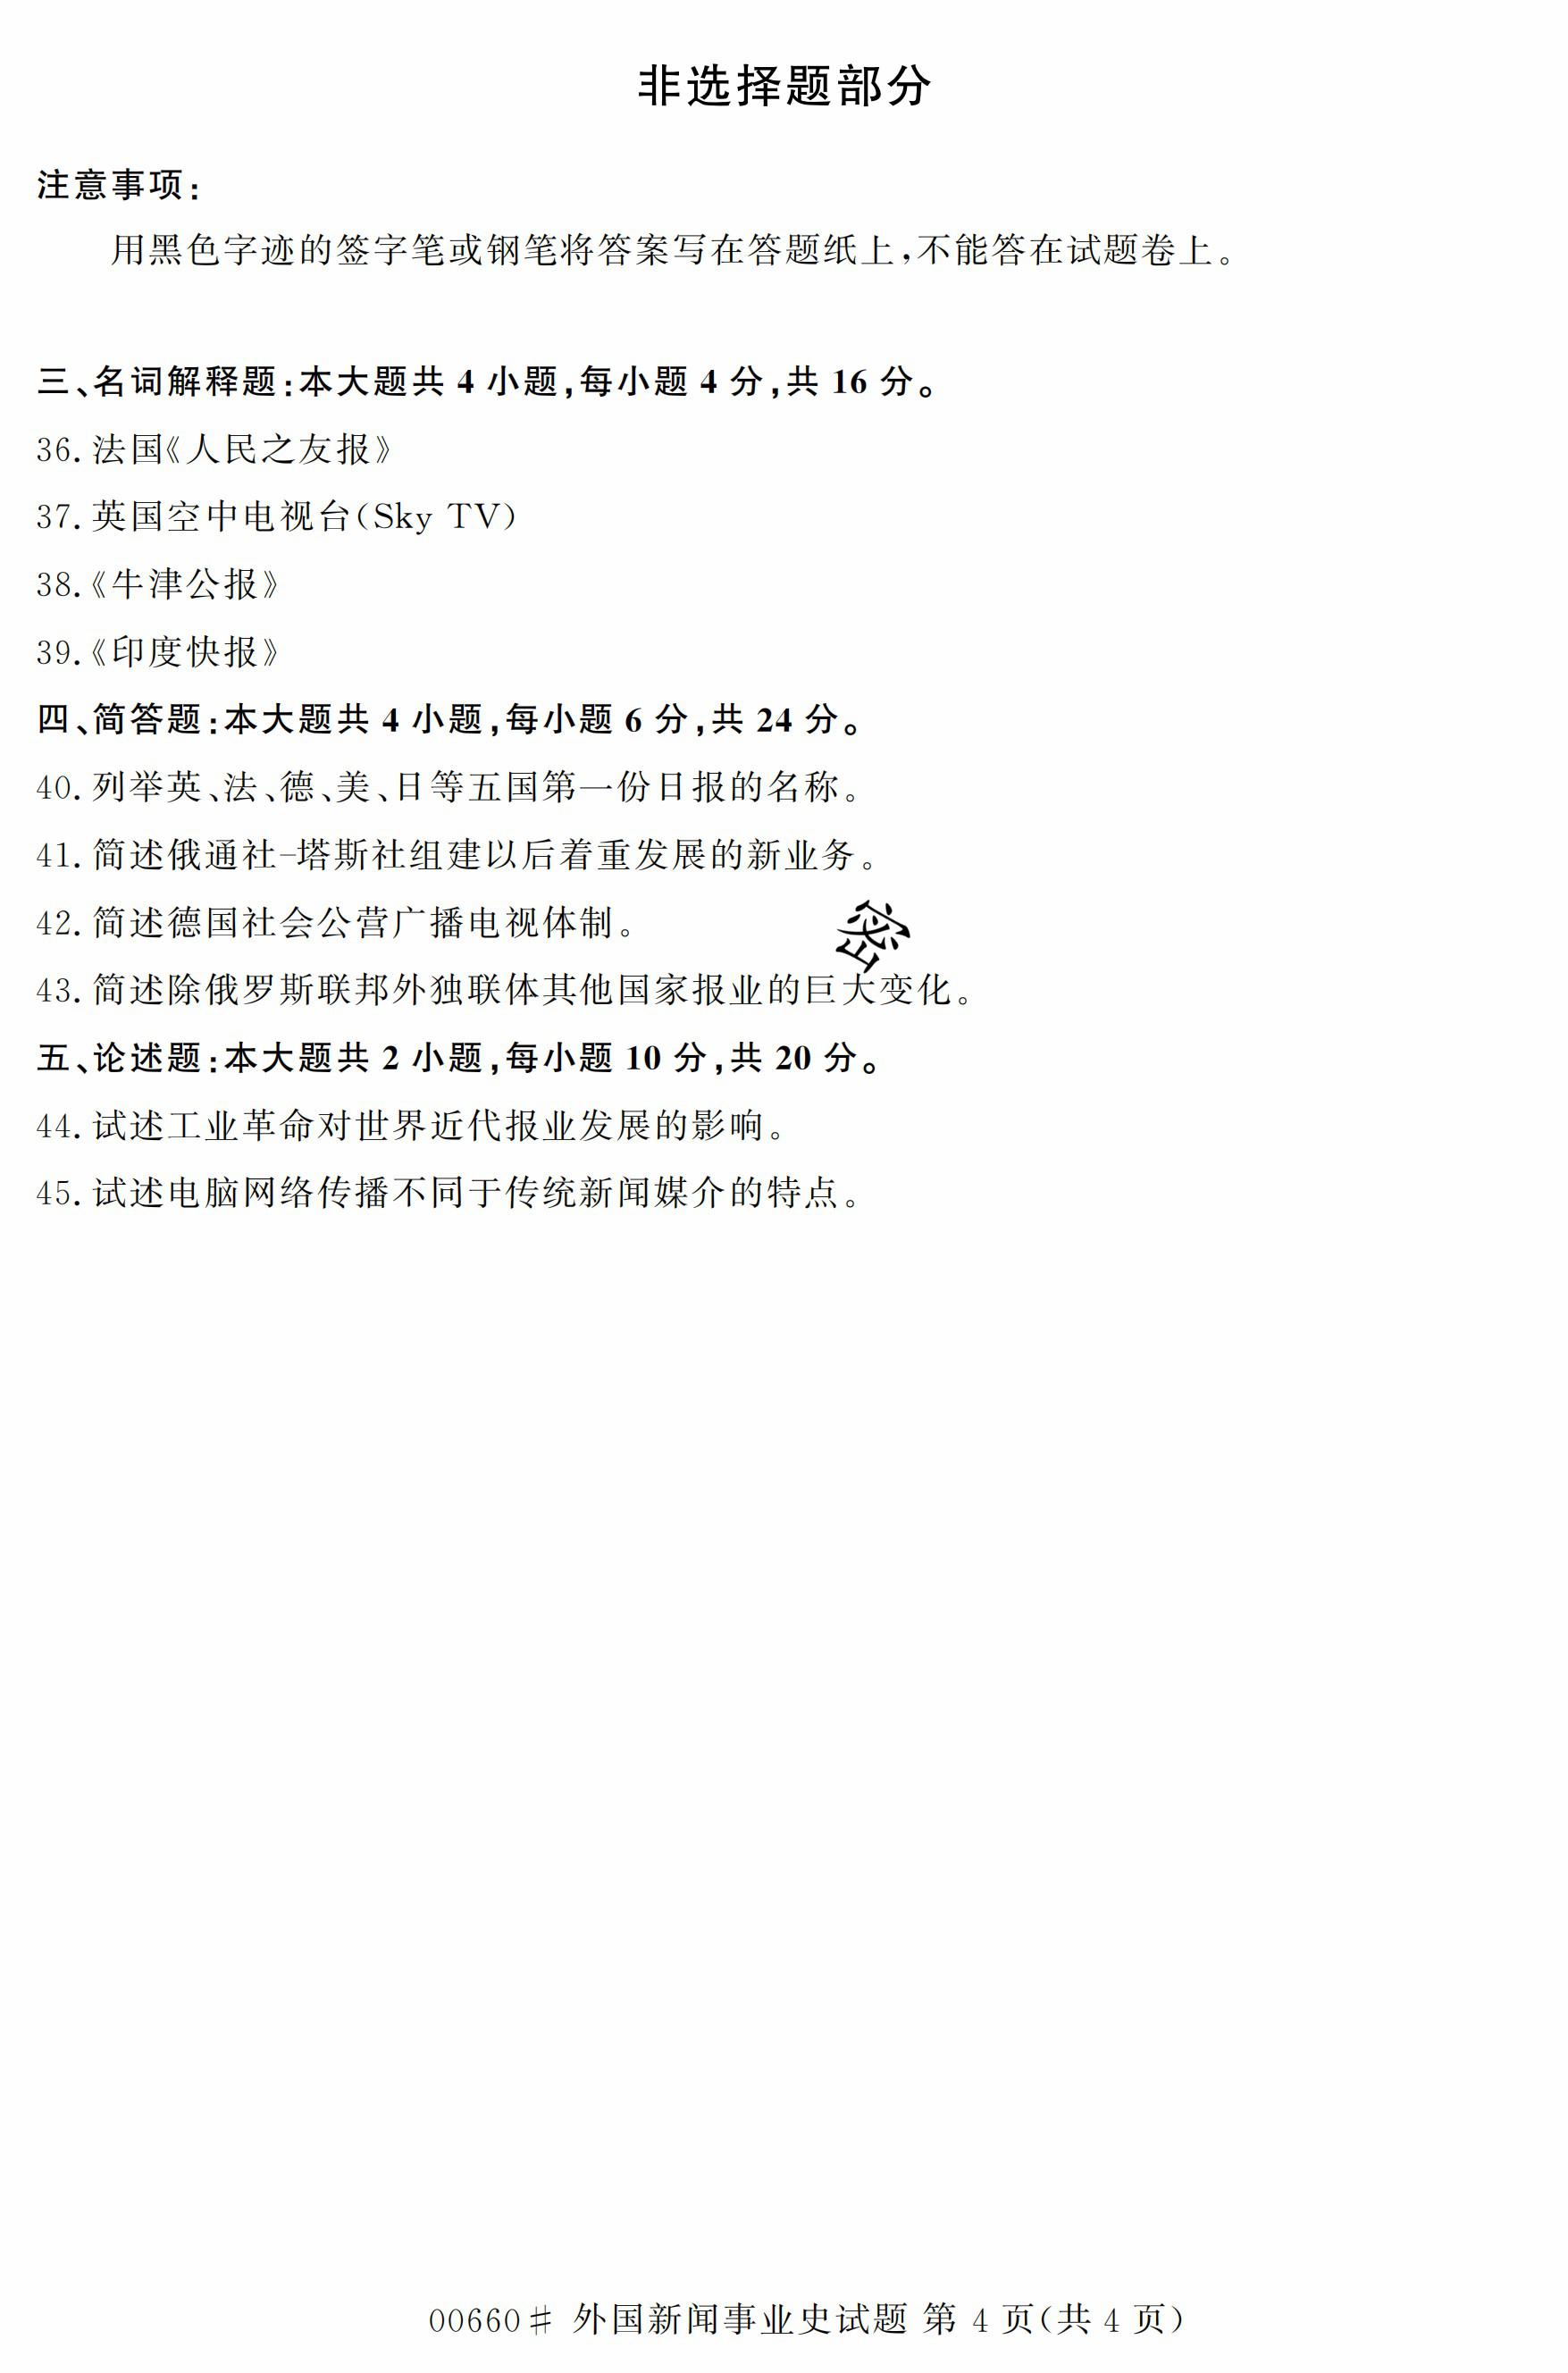 非选择题部分
注意事项:
用黑色字迹的签字笔或钢笔将答案写在答题纸上,不能答在试题卷上。
三、名词解释题:本大题共 4 小题,每小题 4 分,共 16 分。
36. 法国《人民之友报》
37. 英国空中电视台(Sky TV)
38.《牛津公报》
39.《印度快报》
四、简答题:本大题共 4 小题,每小题 6 分,共 24 分。
40. 列举英、法、德、美、日等五国第一份日报的名称。
41. 简述俄通社–塔斯社组建以后着重发展的新业务。
42. 简述德国社会公营广播电视体制。
密
43. 简述除俄罗斯联邦外独联体其他国家报业的巨大变化。
五、论述题:本大题共 2 小题,每小题 10 分,共 20 分。
44. 试述工业革命对世界近代报业发展的影响。
45. 试述电脑网络传播不同于传统新闻媒介的特点。
00660# 外国新闻事业史试题 第 4 页(共 4 页)